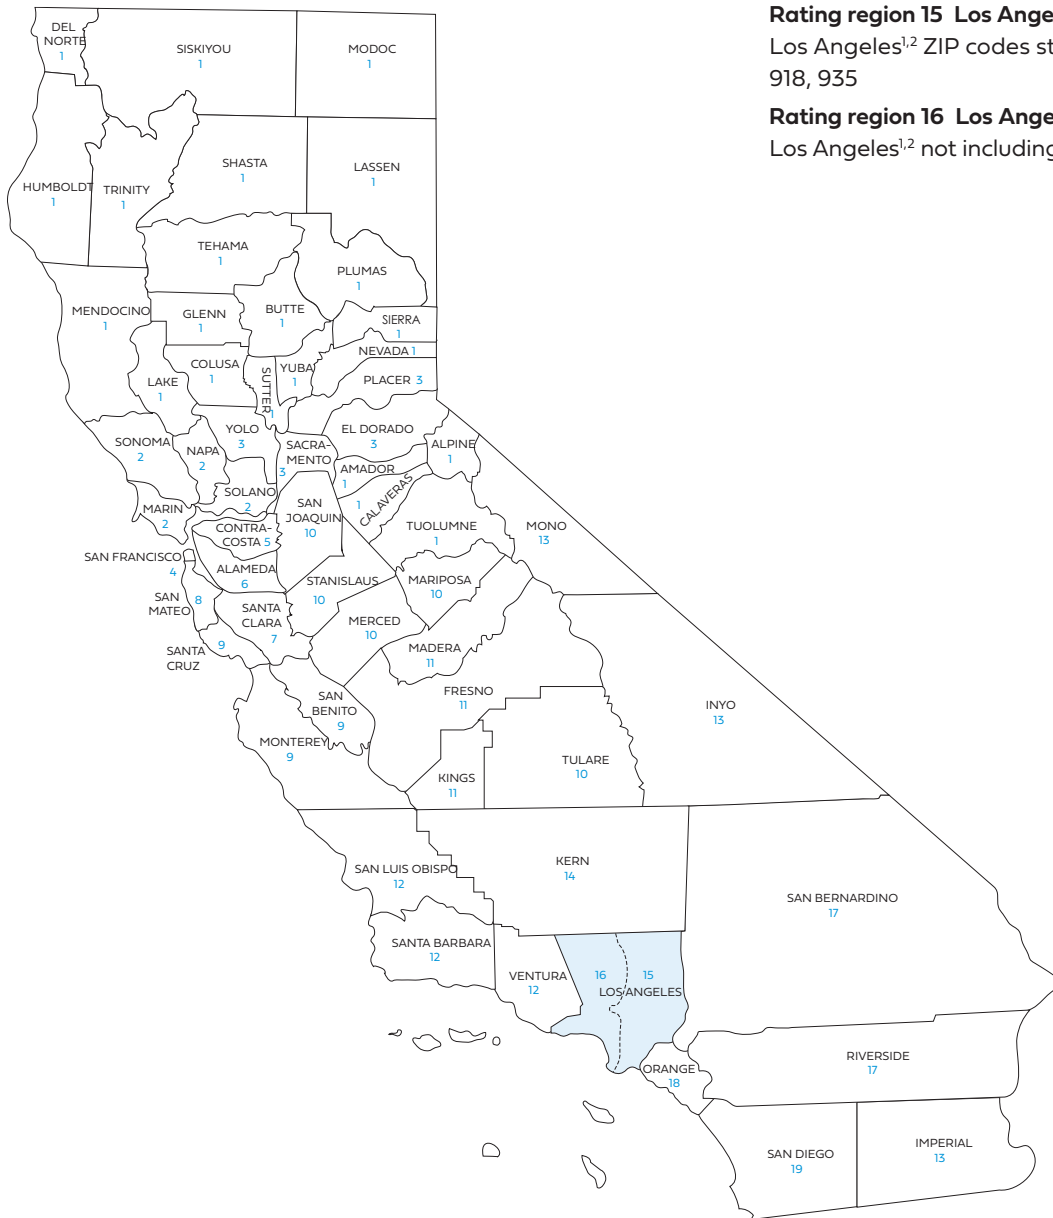 Rating region 15 Los Ange
Los Angeles1,2 ZIP codes st
918, 935
Rating region 16 Los Ange
Los Angeles1,2 not including
DEL
NORTE
1
SISKIYOU
1
MODOC
1
SHASTA
1
LASSEN
1
HUMBOLDT
1
TRINITY
1
TEHAMA
1
PLUMAS
1
MENDOCINO
1
GLENN
1
BUTTE
1
SIERRA
1
NEVADA 1
COLUSA
1
SUTTER
1
YUBA
1
PLACER 3
LAKE
1
SONOMA
2
NAPA
2
YOLO
3
SACRA-
MENTO
3
EL DORADO
3
ALPINE
1
AMADOR
1
CALAVERAS
1
SOLANO
2
MARIN
2
SAN
JOAQUIN
10
CONTRA-
COSTA 5
TUOLUMNE
1
MONO
13
SAN FRANCISCO
4
ALAMEDA
6
STANISLAUS
10
MARIPOSA
10
SAN
MATEO
8
SANTA
CLARA
7
MERCED
10
SANTA
CRUZ
9
MADERA
11
FRESNO
11
SAN
BENITO
9
INYO
13
MONTEREY
9
KINGS
11
TULARE
10
SAN LUIS OBISPO
12
KERN
14
SAN BERNARDINO
17
SANTA BARBARA
12
VENTURA
12
16
15
LOS ANGELES
ORANGE
18
RIVERSIDE
17
SAN DIEGO
19
IMPERIAL
13